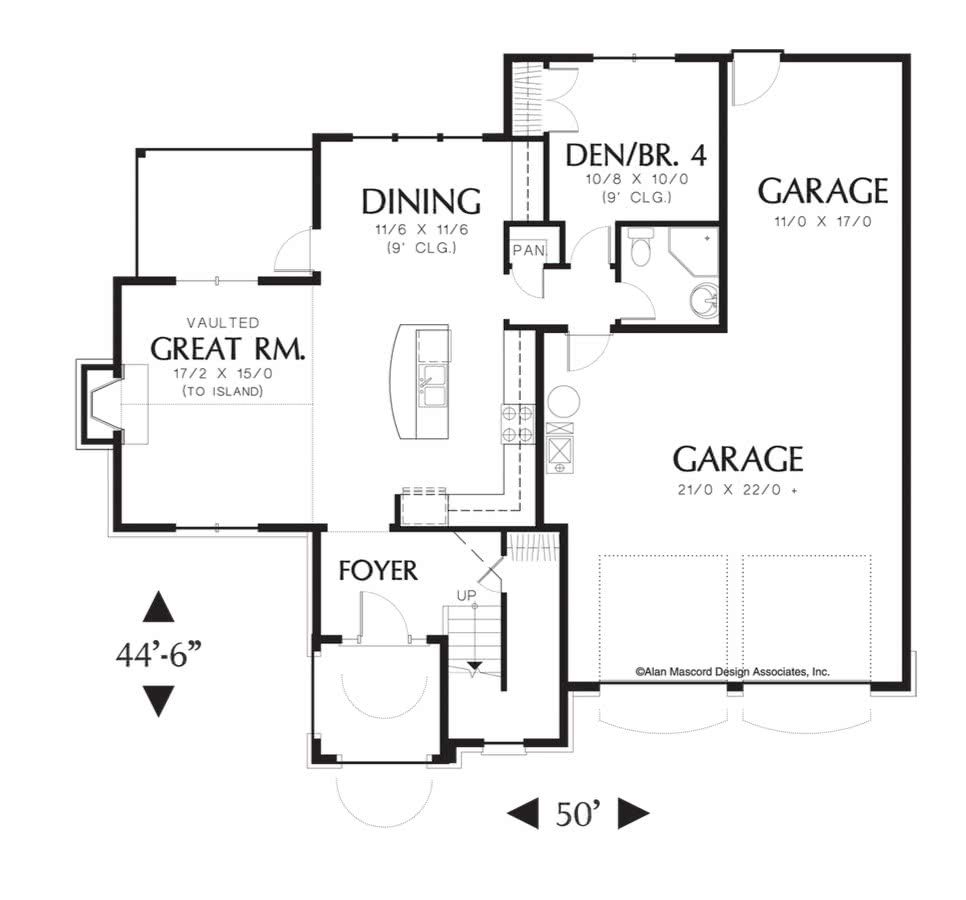 DEN/BR. 4
10/8 X 10/0
(9' CLG.)
GARAGE
11/0 X 17/0
DINING
11/6 X 11/6
(9' CLG.)
PAN.
VAULTED
GREAT RM.
17/2 X 15/0
(TO ISLAND)
GARAGE
21/0 X 22/0 +
FOYER
UP
44'-6"
©Alan Mascord Design Associates, Inc.
50'